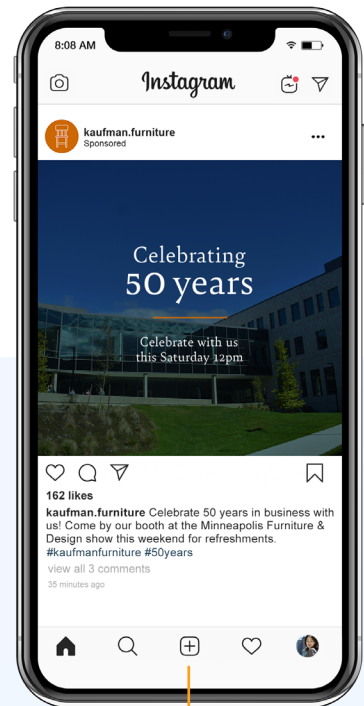 8:08 AM
Instagram
kaufman.furniture
Sponsored
Celebrating
50 years
Celebrate with us
this Saturday 12pm
162 likes
kaufman.furniture Celebrate 50 years in business with
us! Come by our booth at the Minneapolis Furniture &
Design show this weekend for refreshments.
#kaufmanfurniture #50years
view all 3 comments
35 minutes ago